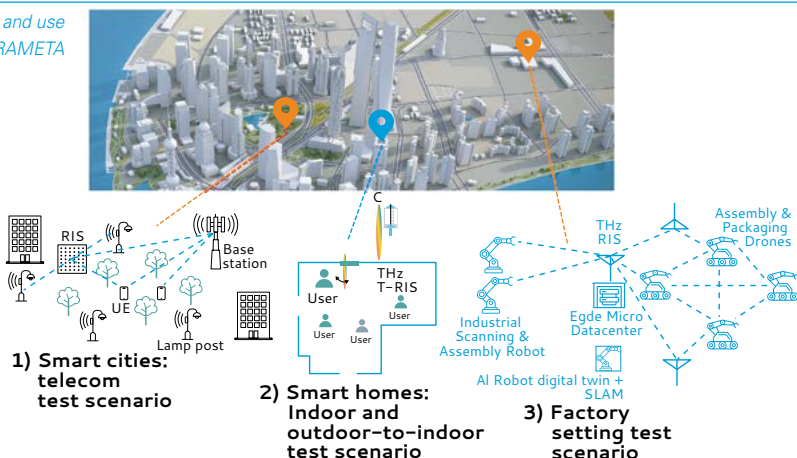 and use
RAMETA
C
RIS
Base
station
UE
Lamp post
1) Smart cities:
telecom
test scenario
THz
T-RIS
User
User
User
User
2) Smart homes:
Indoor and
outdoor-to-indoor
test scenario
THz
RIS
Assembly &
Packaging
Drones
Industrial
Scanning &
Assembly Robot
Egde Micro
Datacenter
AI Robot digital twin +
SLAM
3) Factory
setting test
scenario